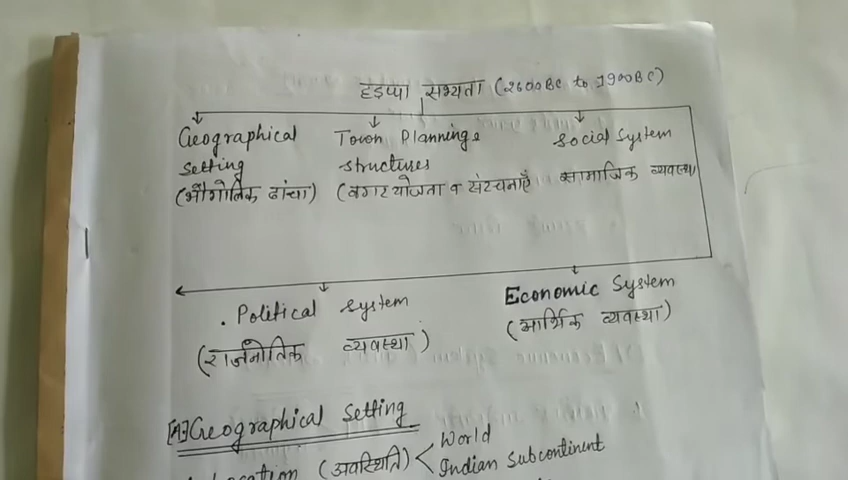 हड़प्पा सभ्यता (2600BC to 1900BC)
Geographical Setting (भौगोलिक ढांचा)
Town Planning & Structures (नगर योजना व संरचनाएँ
Social System सामाजिक व्यवस्था
Political System (राजनीतिक व्यवस्था)
Economic System (आर्थिक व्यवस्था)
[A] Geographical Setting
Location (अवस्थिति) < World
Indian Subcontinent